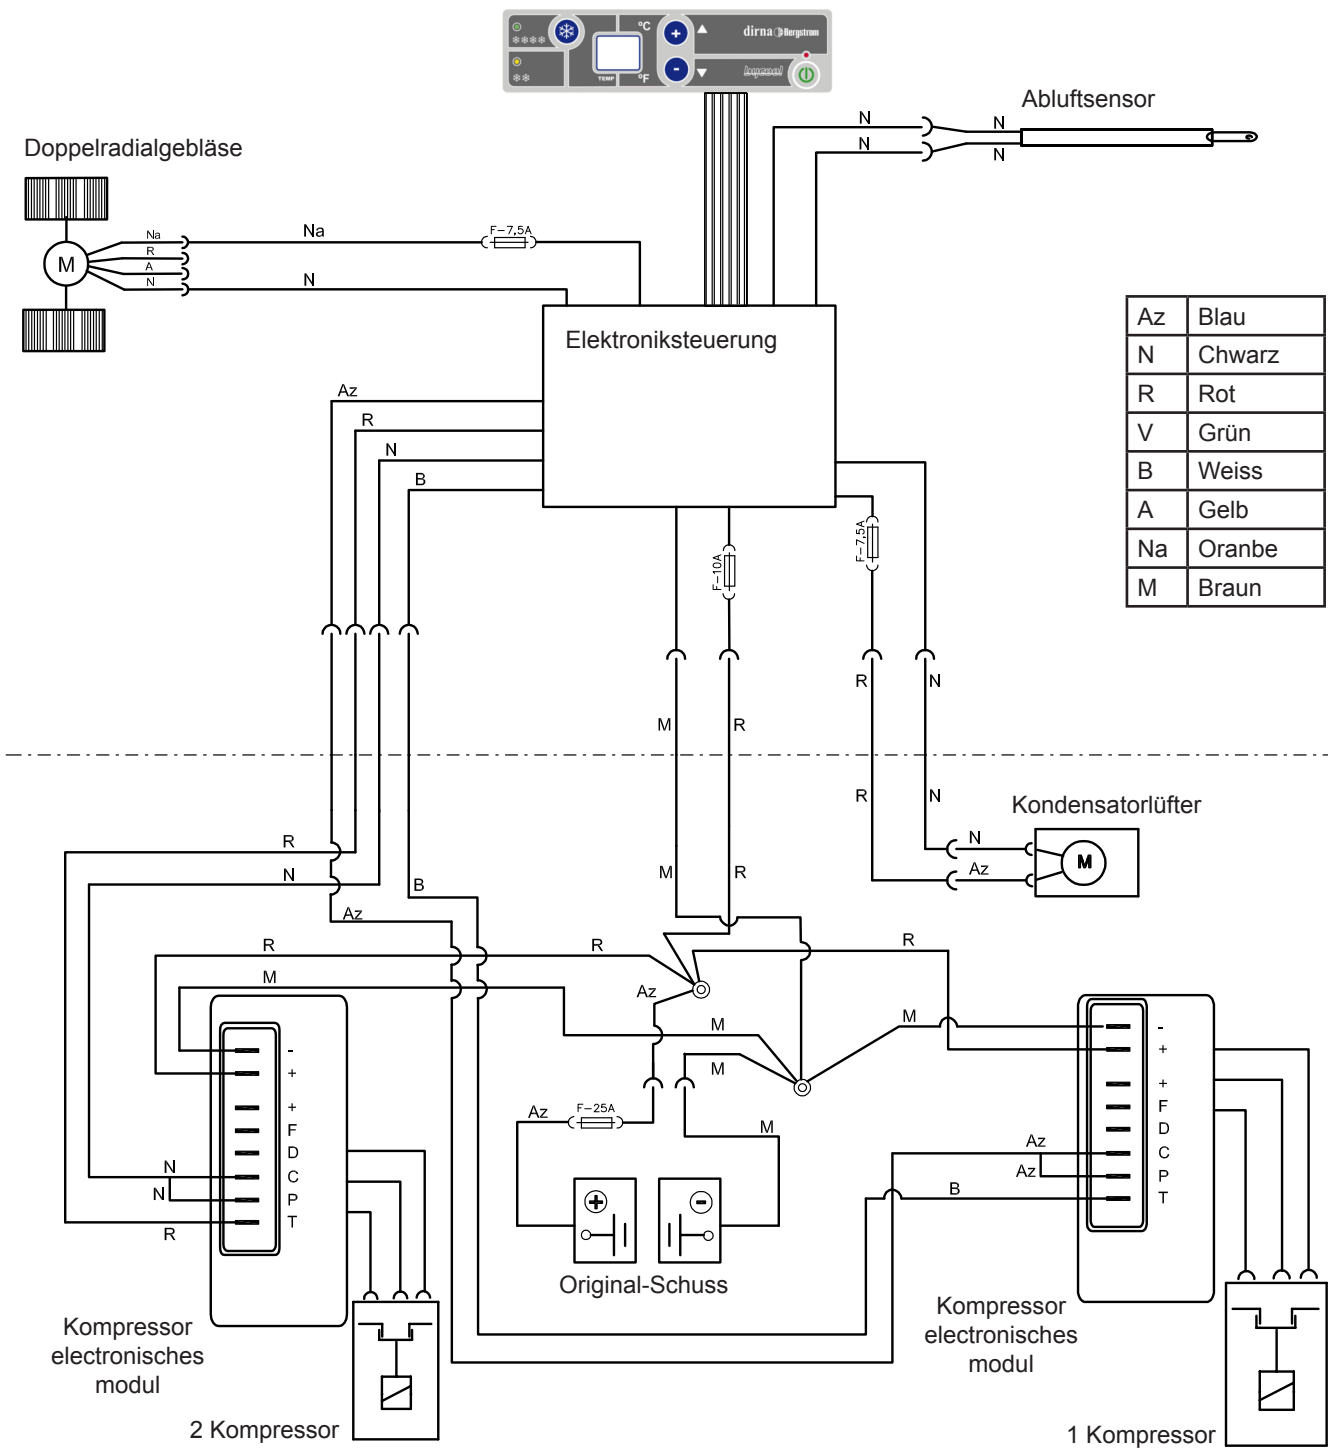 °C
°F
TEMP
+
-
dirna Bergstrom
bycool
Abluftsensor
N
N
N
N
Doppelradialgebläse
M
Na
R
A
N
Na
N
F-7,5A
Elektroniksteuerung
Az Blau
N Chwarz
R Rot
V Grün
B Weiss
A Gelb
Na Oranbe
M Braun
Az
R
N
B
F-10A
F-7,5A
R
N
M
R
R
N
Kondensatorlüfter
N
Az
M
R
N
B
Az
M
R
R
R
R
M
Az
M
M
M
Az
F-25A
M
-
+
+
F
D
C
P
T
N
N
R
-
+
+
F
D
C
P
T
Az
Az
B
+
-
Original-Schuss
Kompressor
electronisches
modul
2 Kompressor
Kompressor
electronisches
modul
1 Kompressor